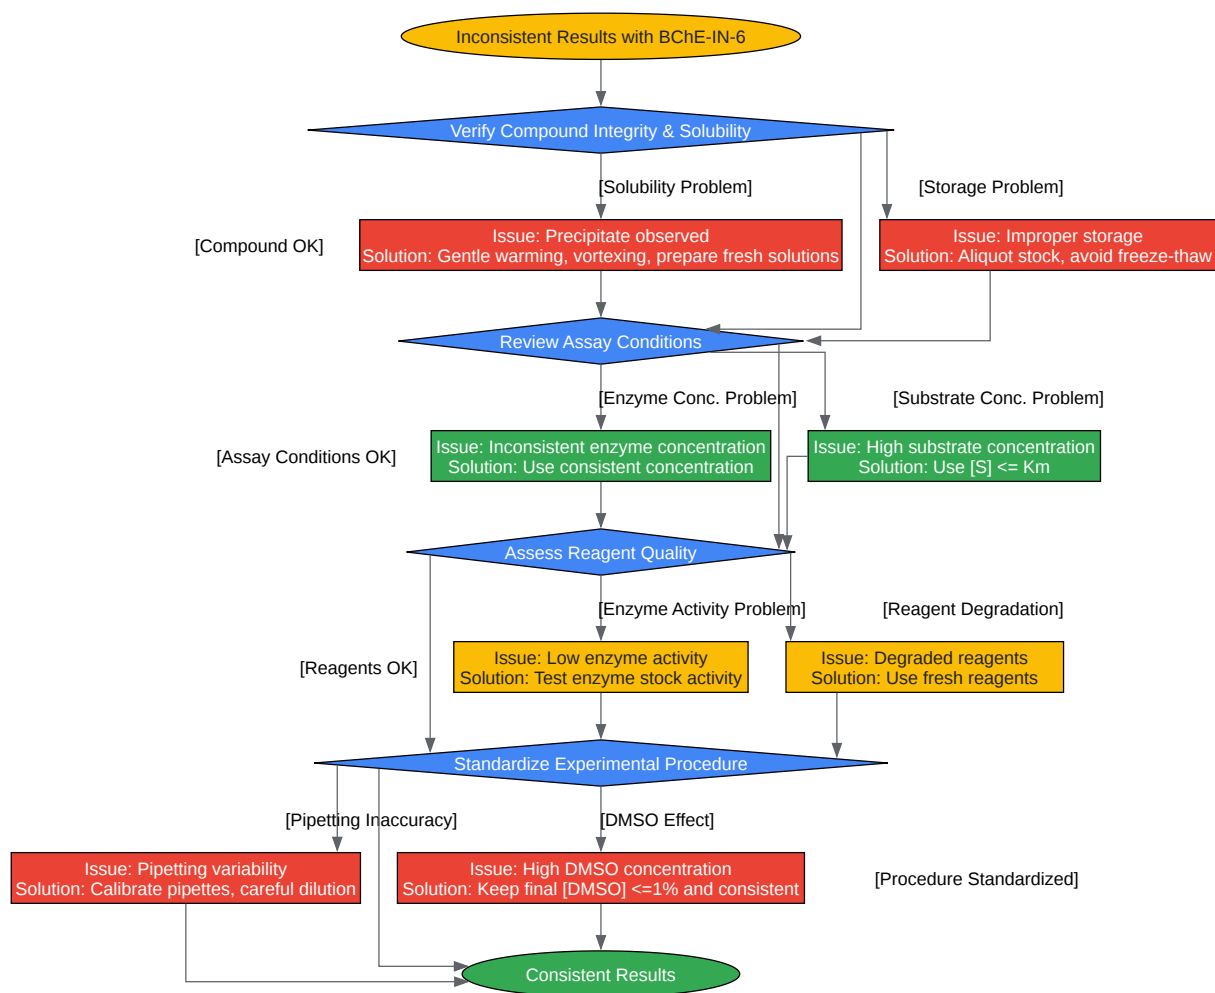 Inconsistent Results with BChE-IN-6
Verify Compound Integrity & Solubility
[Solubility Problem]
[Storage Problem]
[Compound OK]
Issue: Precipitate observed
Solution: Gentle warming, vortexing, prepare fresh solutions
Issue: Improper storage
Solution: Aliquot stock, avoid freeze-thaw
Review Assay Conditions
[Enzyme Conc. Problem]
[Substrate Conc. Problem]
[Assay Conditions OK]
Issue: Inconsistent enzyme concentration
Solution: Use consistent concentration
Issue: High substrate concentration
Solution: Use [S] <= Km
Assess Reagent Quality
[Enzyme Activity Problem]
[Reagent Degradation]
[Reagents OK]
Issue: Low enzyme activity
Solution: Test enzyme stock activity
Issue: Degraded reagents
Solution: Use fresh reagents
Standardize Experimental Procedure
[Pipetting Inaccuracy]
[DMSO Effect]
Issue: Pipetting variability
Solution: Calibrate pipettes, careful dilution
Issue: High DMSO concentration
Solution: Keep final [DMSO] <=1% and consistent
[Procedure Standardized]
Consistent Results